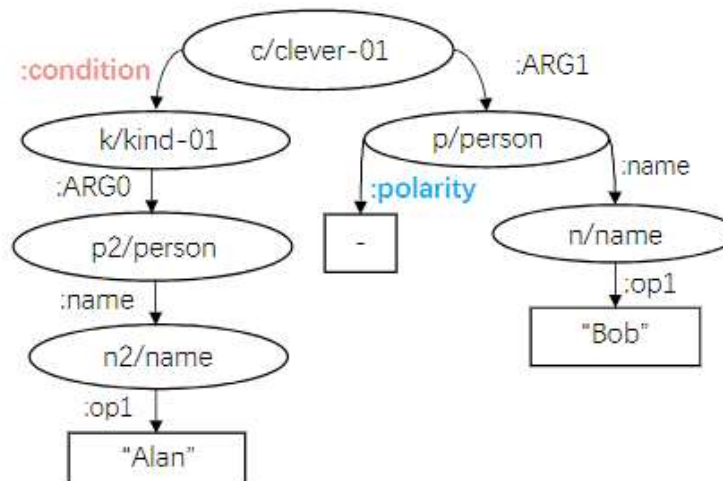 c/clever-01
:condition
:ARG1
k/kind-01
p/person
:ARG0
:polarity
:name
p2/person
-
n/name
:name
:op1
n2/name
“Bob”
:op1
“Alan”